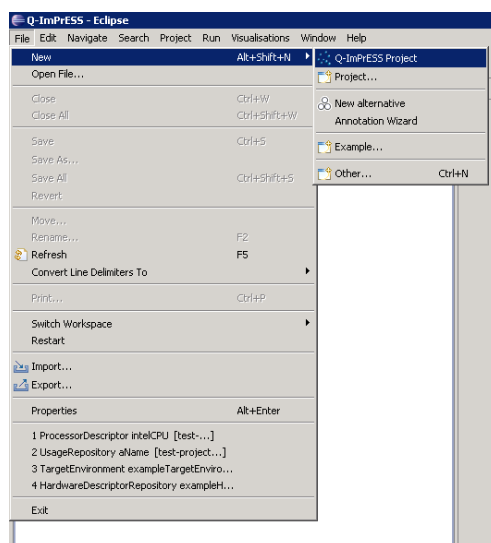 Q-ImPrESS - Eclipse
File Edit Navigate Search Project Run Visualisations Window Help
New Alt+Shift+N
Open File...
Close Ctrl+W
Close All Ctrl+Shift+W
Save Ctrl+S
Save As...
Save All Ctrl+Shift+S
Revert
Move...
Rename... F2
Refresh F5
Convert Line Delimiters To
Print... Ctrl+P
Switch Workspace
Restart
Import...
Export...
Properties Alt+Enter
1 ProcessorDescriptor intelCPU [test-...]
2 UsageRepository aName [test-project...]
3 TargetEnvironment exampleTargetEnviro...
4 HardwareDescriptorRepository exampleH...
Exit
Q-ImPrESS Project
Project...
New alternative
Annotation Wizard
Example...
Other... Ctrl+N